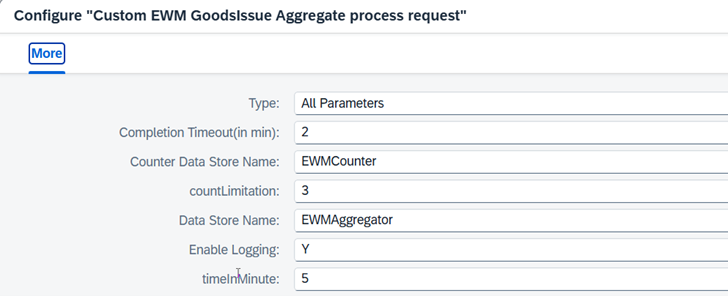 Configure "Custom EWM GoodsIssue Aggregate process request"
More
Type: All Parameters
Completion Timeout(in min): 2
Counter Data Store Name: EWMCounter
countLimitation: 3
Data Store Name: EWMAggregator
Enable Logging: Y
timeInMinute: 5